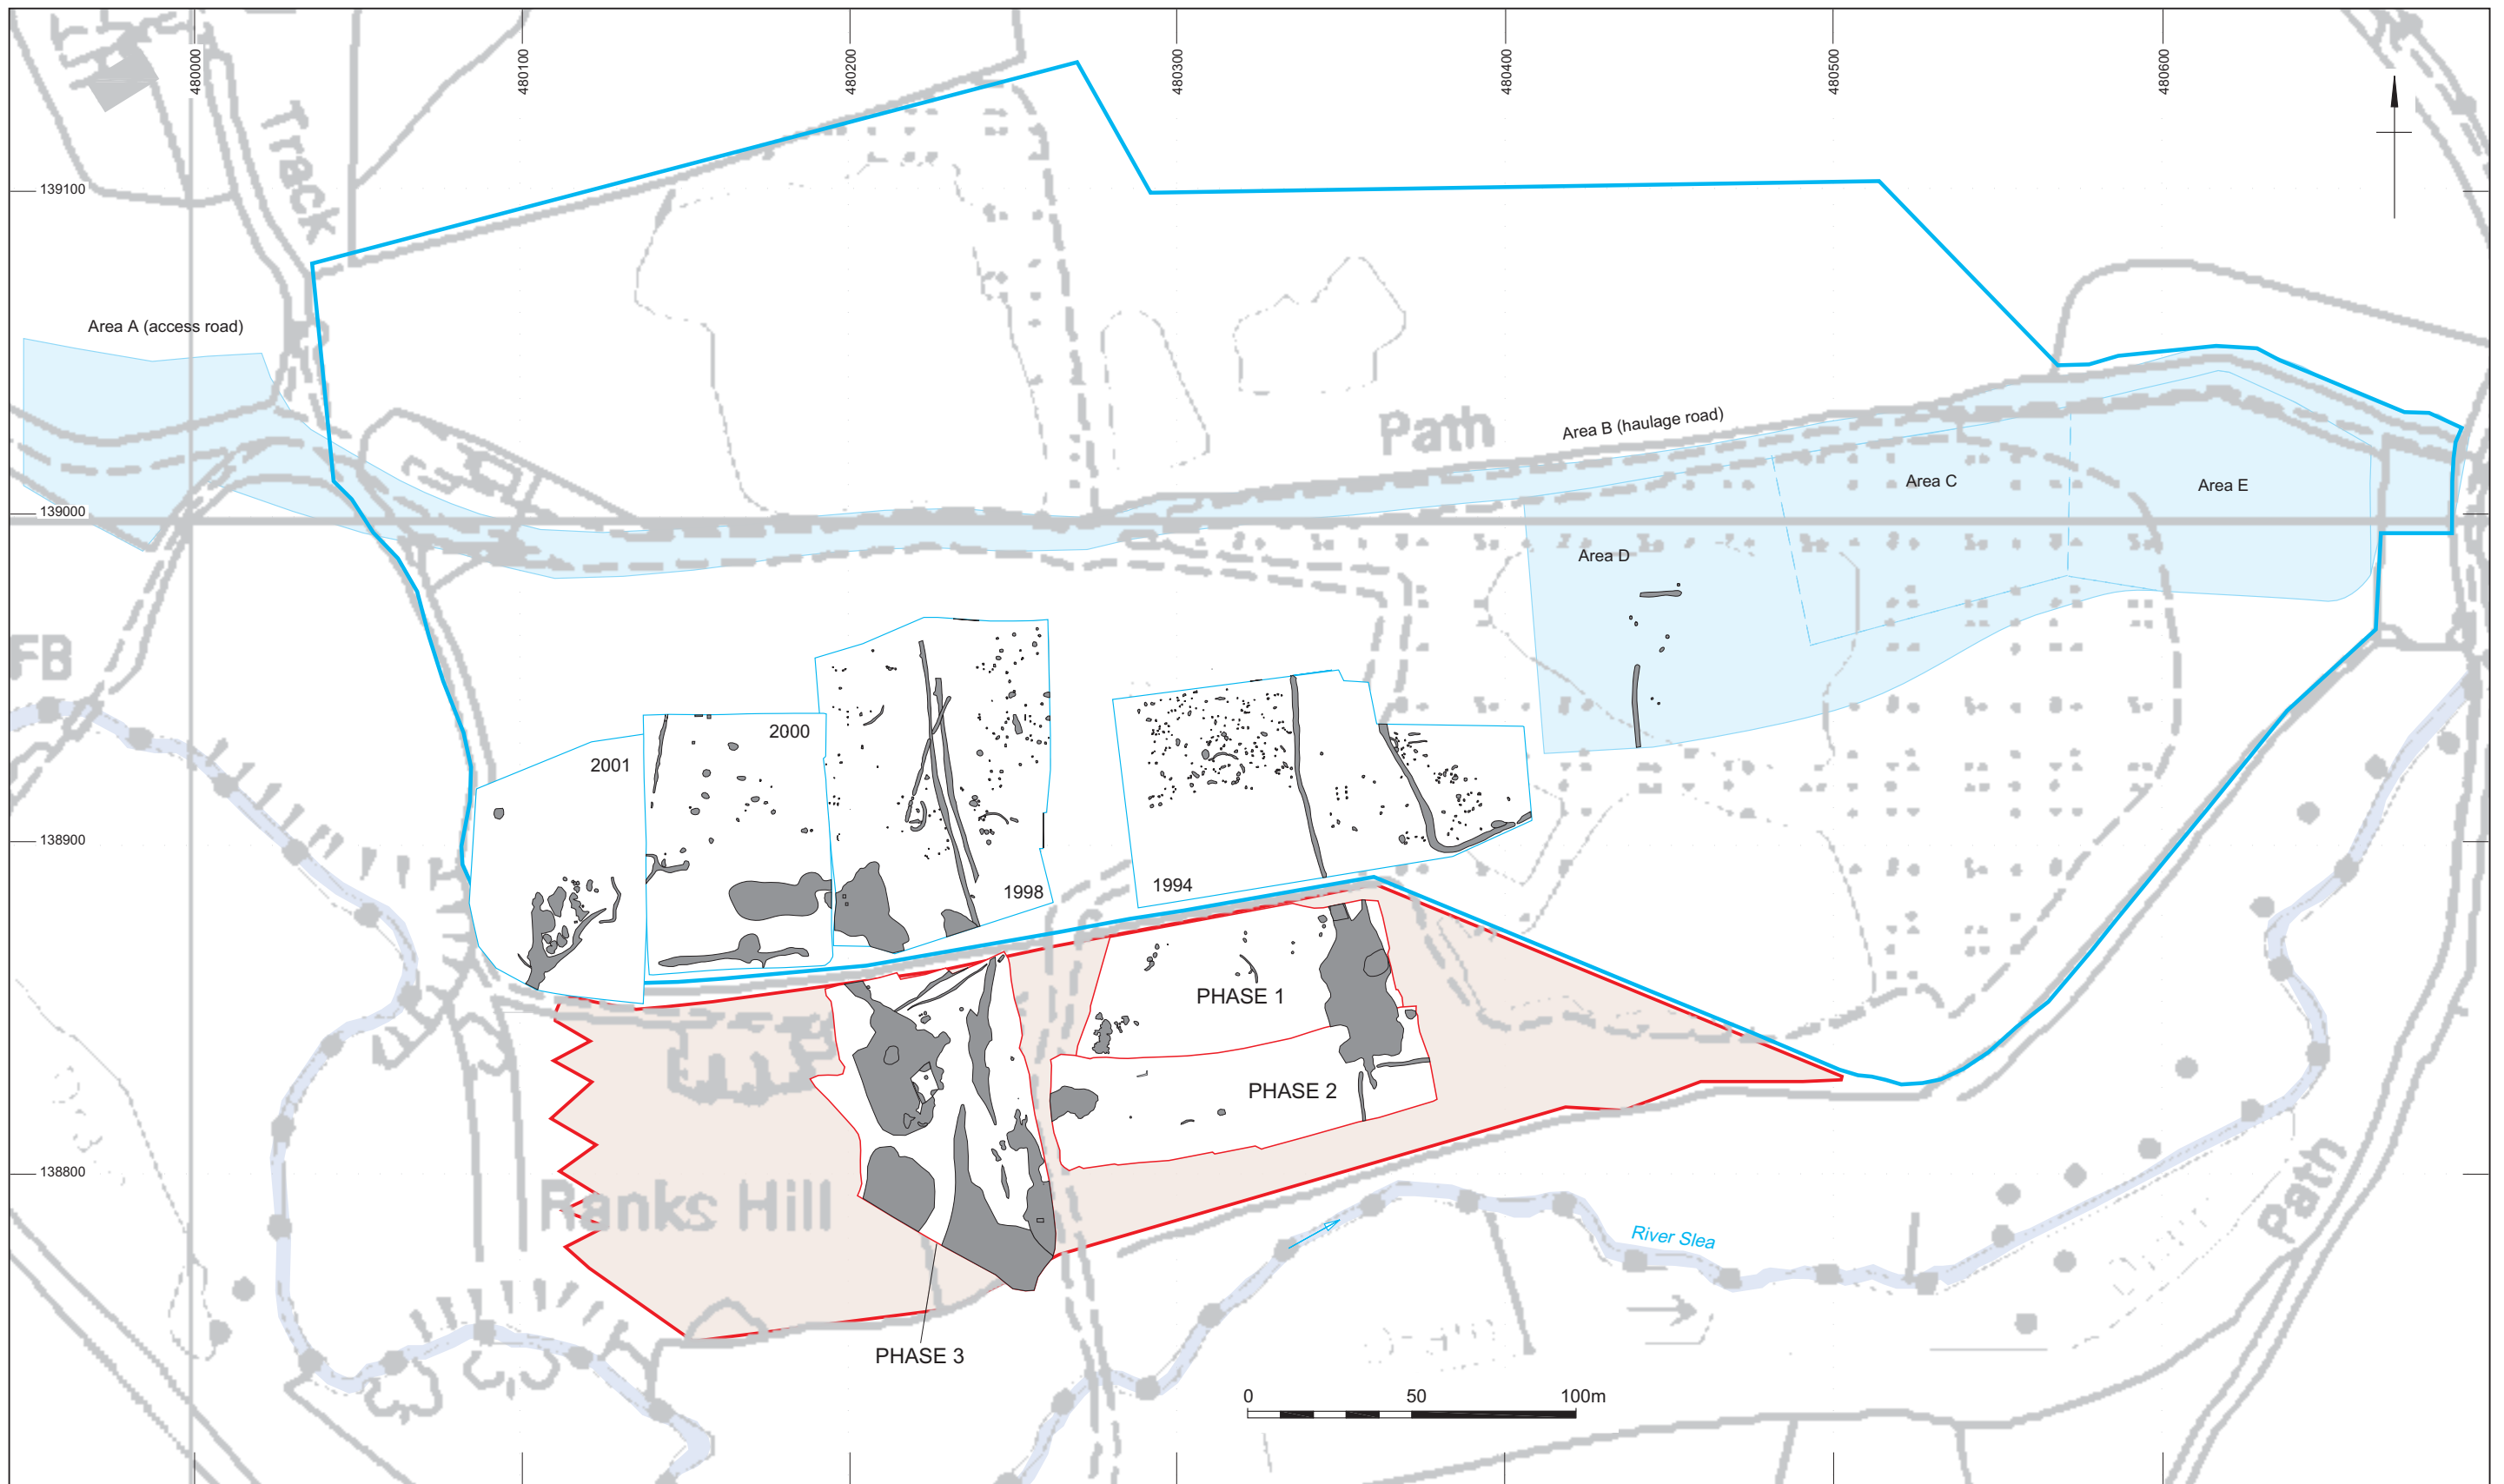 480000
480100
480200
480300
480400
480500
480600
Track
139100
Area A (access road)
Path
Area B (haulage road)
Area C
Area E
139000
Area D
FB
2000
2001
138900
1998
1994
PHASE 1
PHASE 2
138800
Ranks Hill
Path
River Slea
PHASE 3
0 50 100m